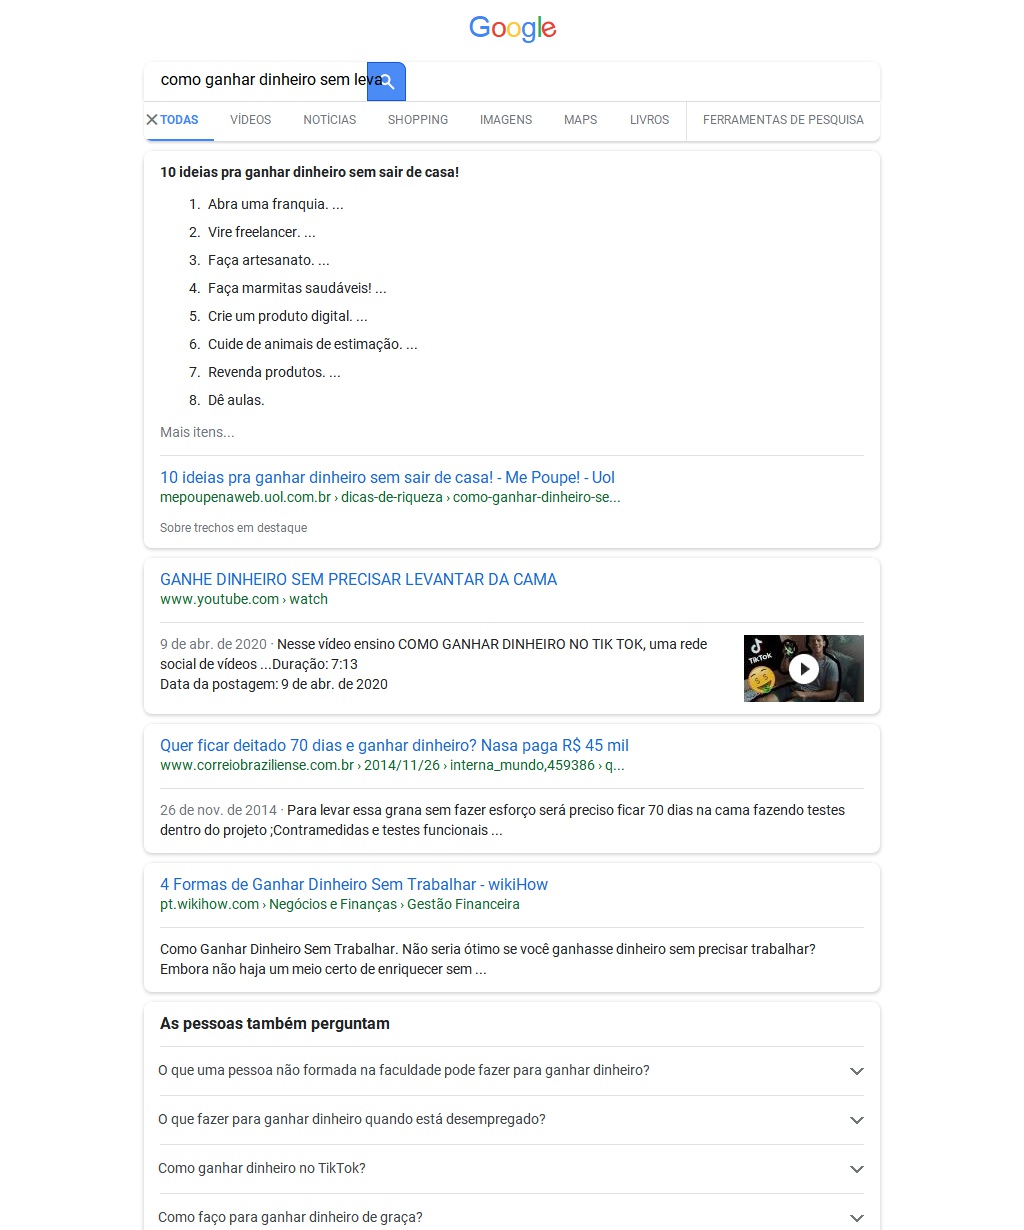 Google
como ganhar dinheiro sem leva
TODAS VÍDEOS NOTÍCIAS SHOPPING IMAGENS MAPS LIVROS FERRAMENTAS DE PESQUISA
10 ideias pra ganhar dinheiro sem sair de casa!
1. Abra uma franquia. ...
2. Vire freelancer. ...
3. Faça artesanato. ...
4. Faça marmitas saudáveis! ...
5. Crie um produto digital. ...
6. Cuide de animais de estimação. ...
7. Revenda produtos. ...
8. Dê aulas.
Mais itens...
10 ideias pra ganhar dinheiro sem sair de casa! - Me Poupe! - Uol
mepoupenaweb.uol.com.br › dicas-de-riqueza › como-ganhar-dinheiro-se...
Sobre trechos em destaque
GANHE DINHEIRO SEM PRECISAR LEVANTAR DA CAMA
www.youtube.com › watch
9 de abr. de 2020 · Nesse vídeo ensino COMO GANHAR DINHEIRO NO TIK TOK, uma rede
social de vídeos ...Duração: 7:13
Data da postagem: 9 de abr. de 2020
TikTok
Quer ficar deitado 70 dias e ganhar dinheiro? Nasa paga R$ 45 mil
www.correiobraziliense.com.br › 2014/11/26 › interna_mundo,459386 › q...
26 de nov. de 2014 · Para levar essa grana sem fazer esforço será preciso ficar 70 dias na cama fazendo testes
dentro do projeto ;Contramedidas e testes funcionais ...
4 Formas de Ganhar Dinheiro Sem Trabalhar - wikiHow
pt.wikihow.com › Negócios e Finanças › Gestão Financeira
Como Ganhar Dinheiro Sem Trabalhar. Não seria ótimo se você ganhasse dinheiro sem precisar trabalhar?
Embora não haja um meio certo de enriquecer sem ...
As pessoas também perguntam
O que uma pessoa não formada na faculdade pode fazer para ganhar dinheiro?
O que fazer para ganhar dinheiro quando está desempregado?
Como ganhar dinheiro no TikTok?
Como faço para ganhar dinheiro de graça?